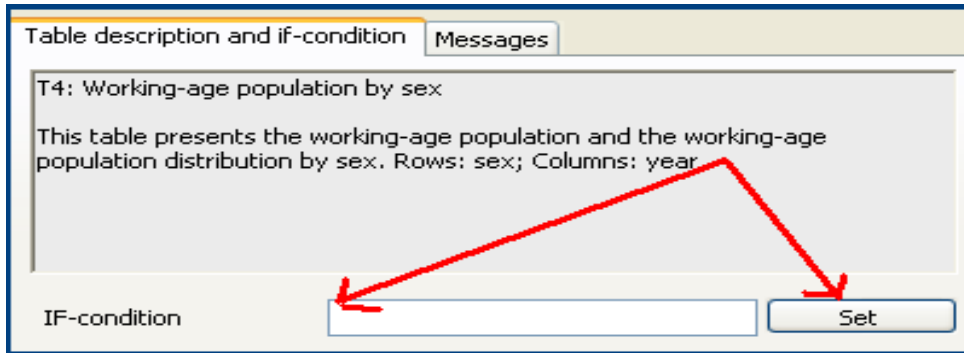 Table description and if-condition Messages
T4: Working-age population by sex
This table presents the working-age population and the working-age
population distribution by sex. Rows: sex; Columns: year
IF-condition Set